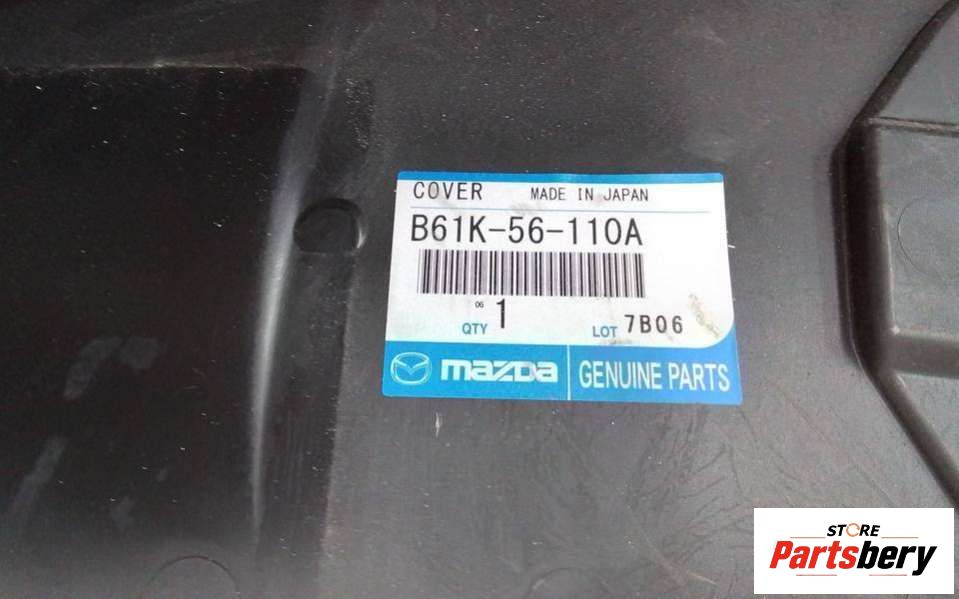 COVER MADE IN JAPAN
B61K-56-110A
06
QTY 1 LOT 7B06
mazda GENUINE PARTS
STORE
Partsbery